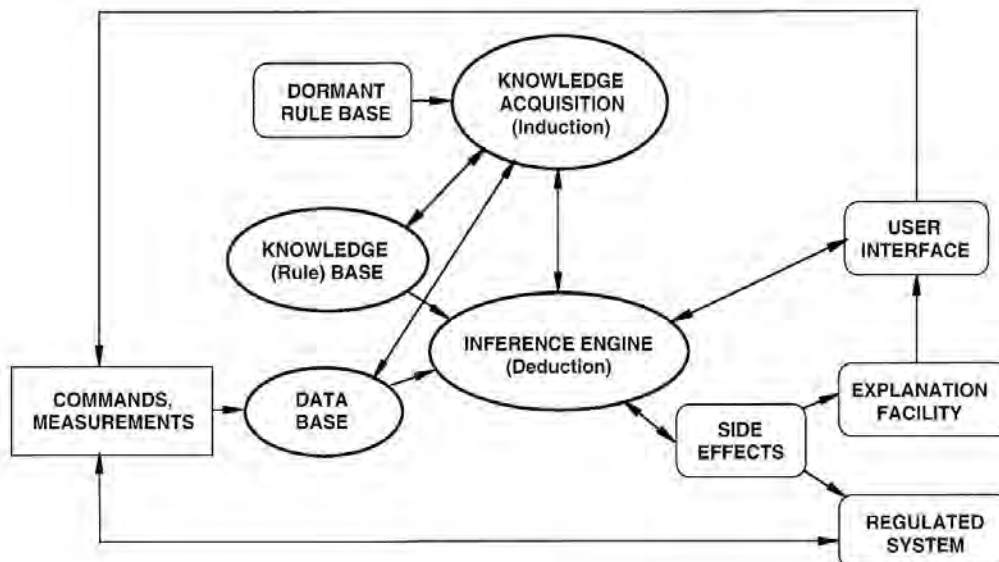 DORMANT
RULE BASE
KNOWLEDGE
ACQUISITION
(Induction)
KNOWLEDGE
(Rule) BASE
USER
INTERFACE
INFERENCE ENGINE
(Deduction)
COMMANDS,
MEASUREMENTS
DATA
BASE
EXPLANATION
FACILITY
SIDE
EFFECTS
REGULATED
SYSTEM